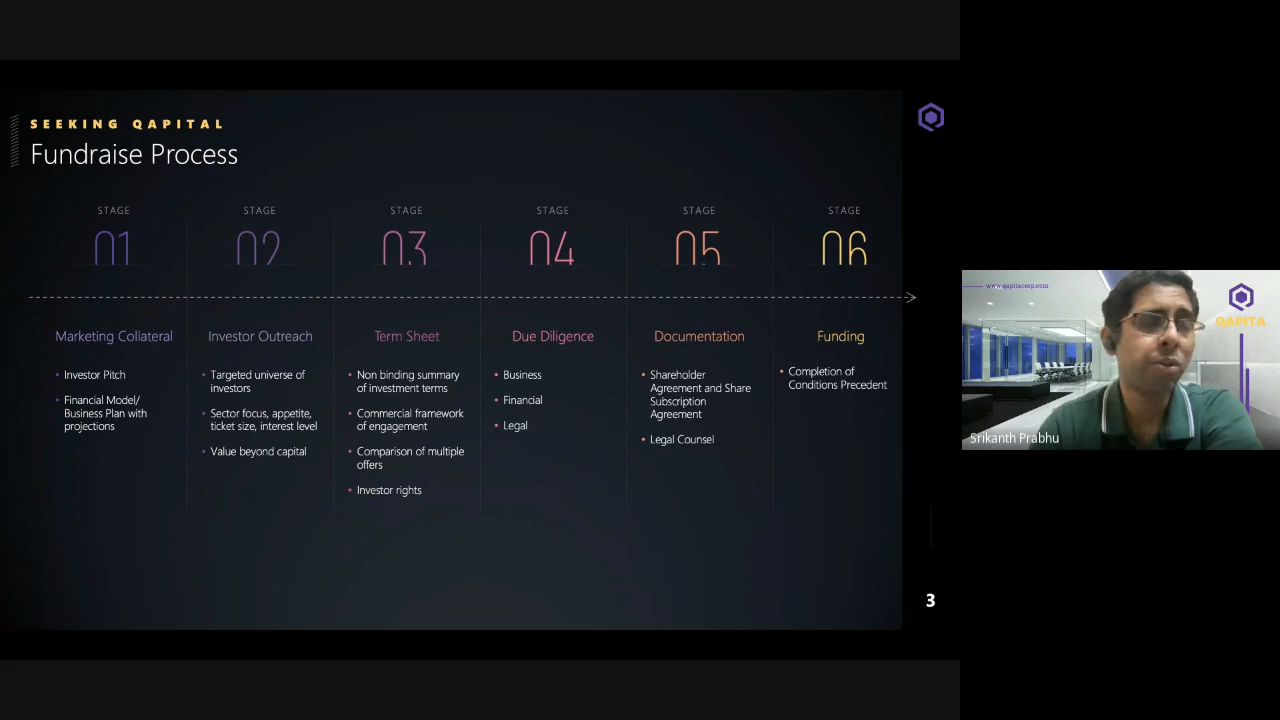 SEEKING QAPITAL
Fundraise Process
STAGE
01
Marketing Collateral
• Investor Pitch
• Financial Model/
Business Plan with
projections
STAGE
02
Investor Outreach
• Targeted universe of
investors
• Sector focus, appetite,
ticket size, interest level
• Value beyond capital
STAGE
03
Term Sheet
• Non binding summary
of investment terms
• Commercial framework
of engagement
• Comparison of multiple
offers
• Investor rights
STAGE
04
Due Diligence
• Business
• Financial
• Legal
STAGE
05
Documentation
• Shareholder
Agreement and Share
Subscription
Agreement
• Legal Counsel
STAGE
06
Funding
• Completion of
Conditions Precedent
3
www.qapitacorp.com
QAPITA
Srikanth Prabhu